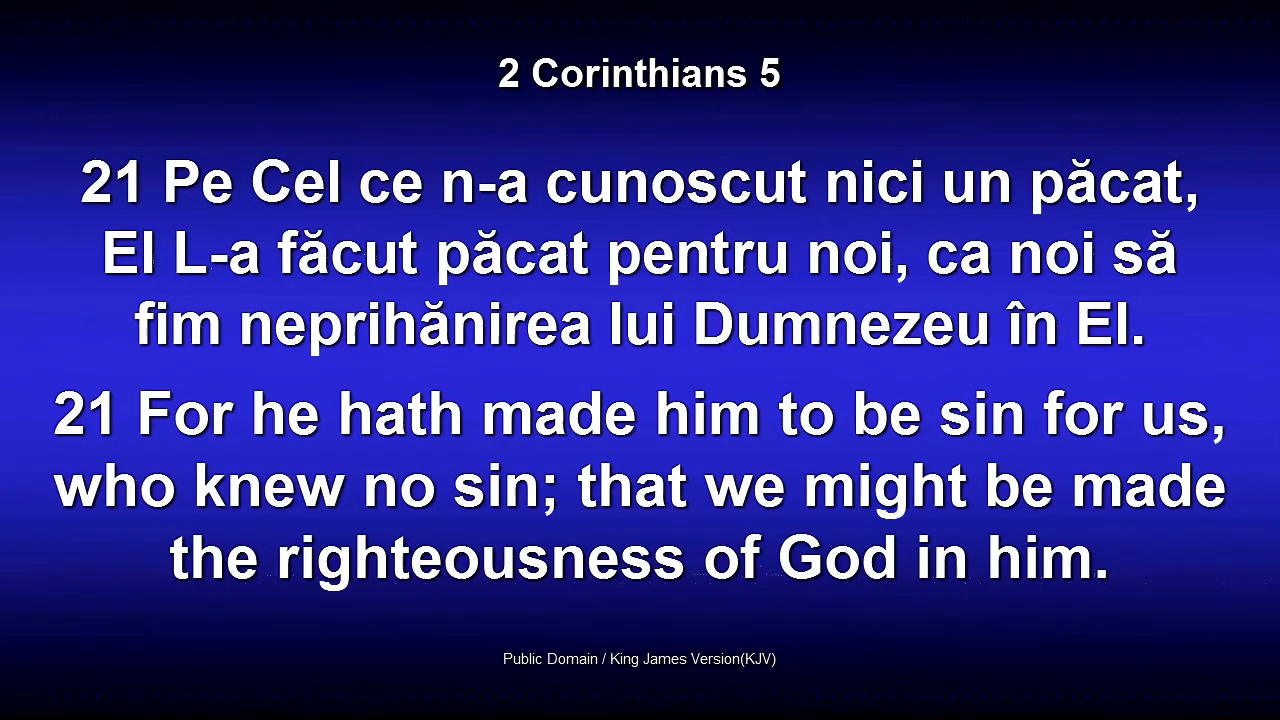 2 Corinthians 5
21 Pe Cel ce n-a cunoscut nici un păcat,
El L-a făcut păcat pentru noi, ca noi să
fim neprihănirea lui Dumnezeu în El.
21 For he hath made him to be sin for us,
who knew no sin; that we might be made
the righteousness of God in him.
Public Domain / King James Version(KJV)